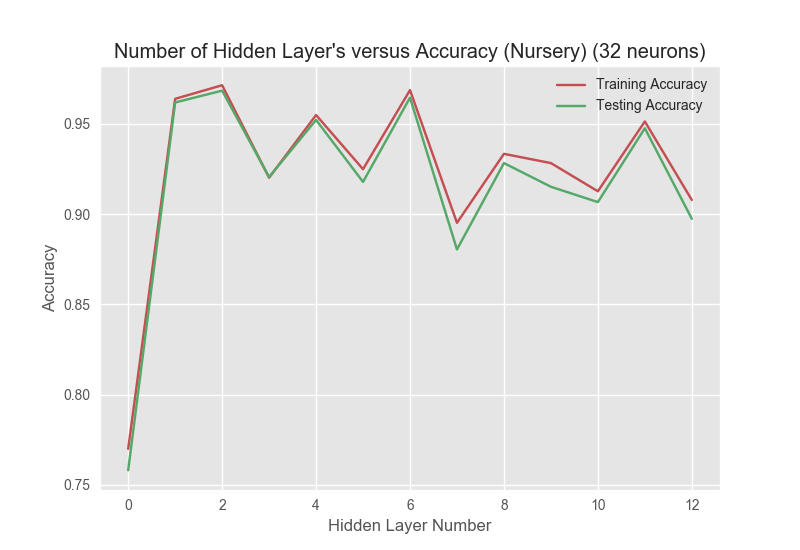 Number of Hidden Layer's versus Accuracy (Nursery) (32 neurons)
Training Accuracy
Testing Accuracy
0.95
0.90
0.85
0.80
0.75
Accuracy
0 2 4 6 8 10 12
Hidden Layer Number